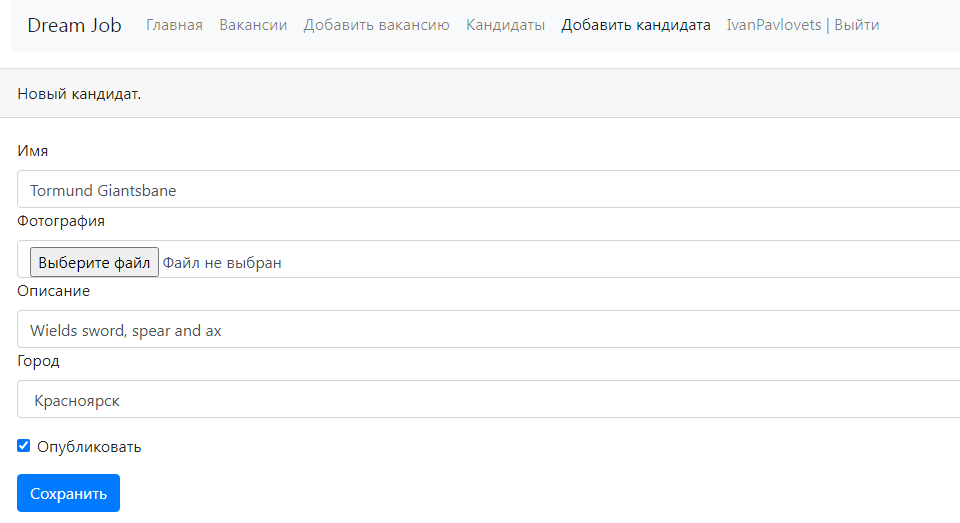 Dream Job Главная Вакансии Добавить вакансию Кандидаты Добавить кандидата IvanPavlovets | Выйти
Новый кандидат.
Имя
Tormund Giantsbane
Фотография
Выберите файл Файл не выбран
Описание
Wields sword, spear and ax
Город
Красноярск
Опубликовать
Сохранить